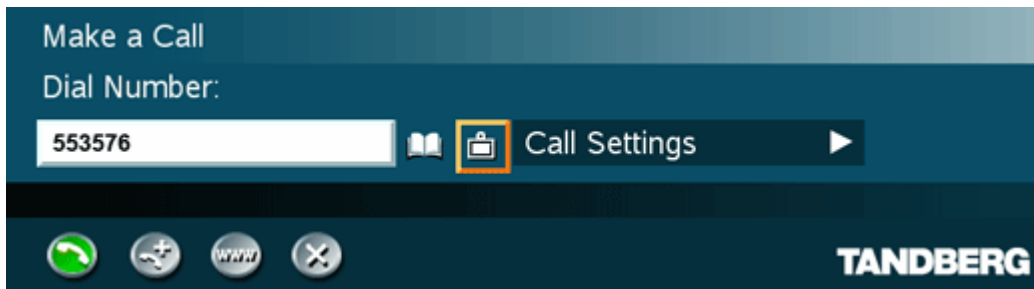 Make a Call
Dial Number:
553576
Call Settings
www
TANDBERG